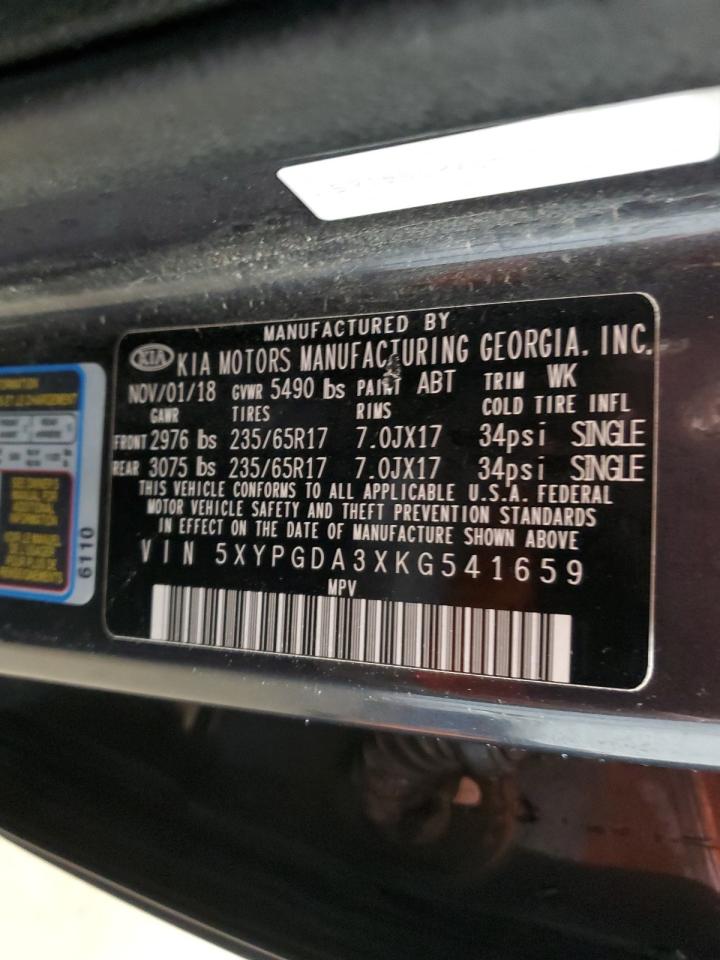 MANUFACTURED BY
KIA KIA MOTORS MANUFACTURING GEORGIA, INC.
NOV/01/18 GVWR 5490 lbs PAINT ABT TRIM WK
GAWR TIRES RIMS COLD TIRE INFL
FRONT 2976 lbs 235/65R17 7.0JX17 34psi SINGLE
REAR 3075 lbs 235/65R17 7.0JX17 34psi SINGLE
THIS VEHICLE CONFORMS TO ALL APPLICABLE U.S.A. FEDERAL
MOTOR VEHICLE SAFETY AND THEFT PREVENTION STANDARDS
IN EFFECT ON THE DATE OF MANUFACTURE SHOWN ABOVE
VIN 5XYPGDA3XKG541659
MPV
6110